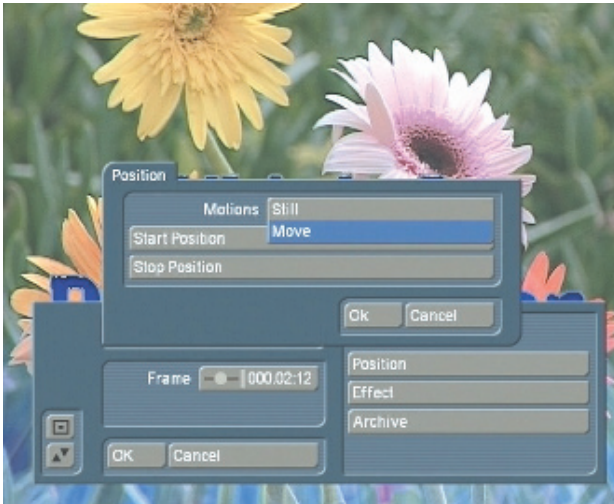 Position
Motions Still
Move
Start Position
Stop Position
Ok Cancel
Frame 000.02:12
Position
Effect
Archive
OK Cancel